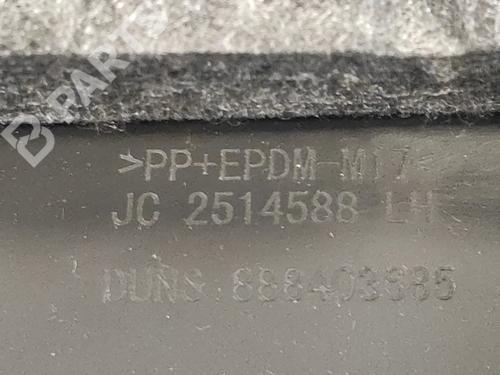 B-PARTS
>PP+EPDM-M17<
JC 2514588 LH
DUNS 888403885